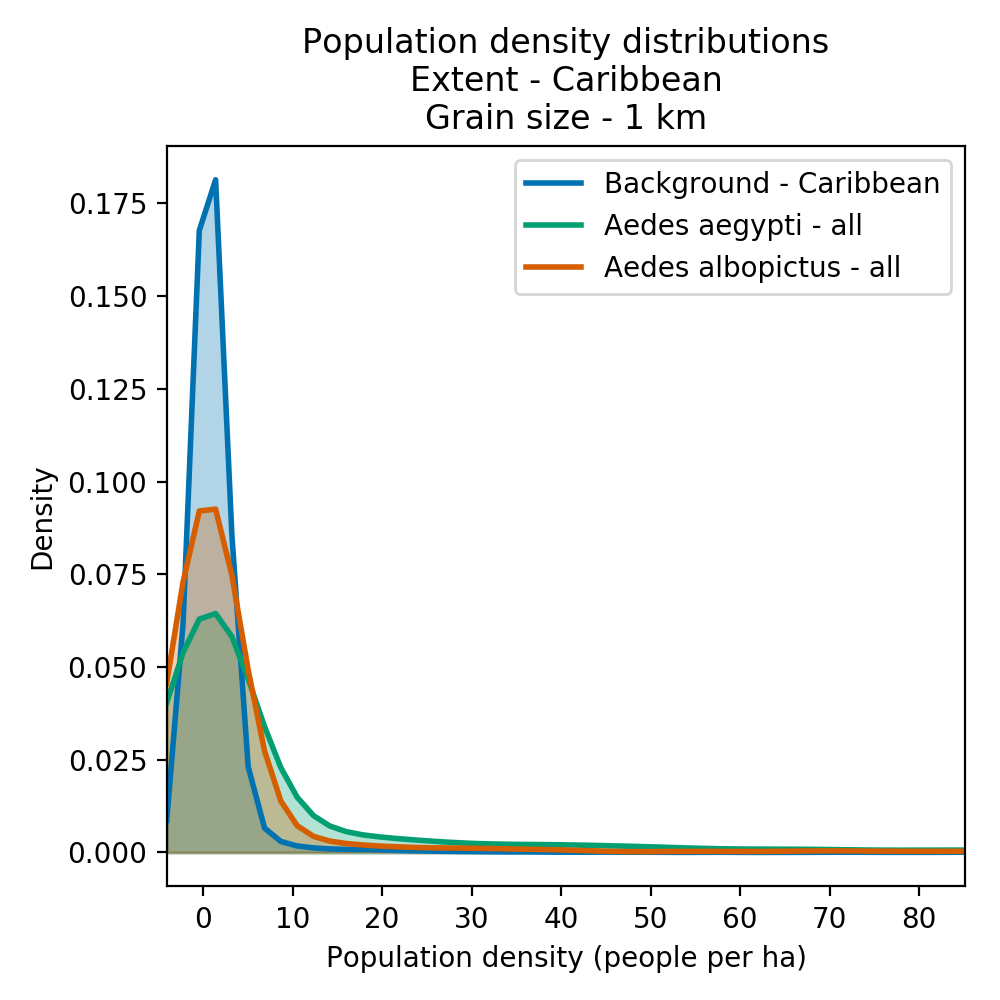 Population density distributions
Extent - Caribbean
Grain size - 1 km
Background - Caribbean
Aedes aegypti - all
Aedes albopictus - all
0.175
0.150
0.125
0.100
0.075
0.050
0.025
0.000
Density
0 10 20 30 40 50 60 70 80
Population density (people per ha)